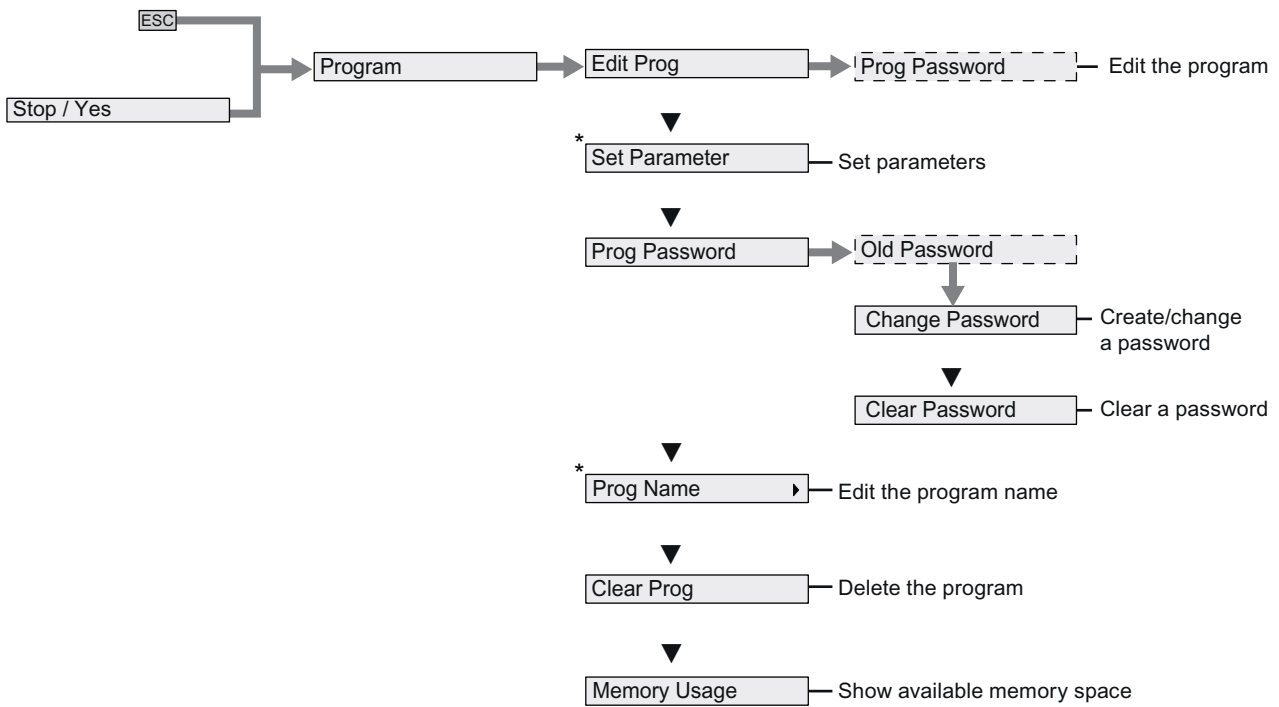 ESC
Stop / Yes
Program
Edit Prog
Prog Password
Edit the program
*
Set Parameter
Set parameters
Prog Password
Old Password
Change Password
Create/change
a password
Clear Password
Clear a password
*
Prog Name
Edit the program name
Clear Prog
Delete the program
Memory Usage
Show available memory space